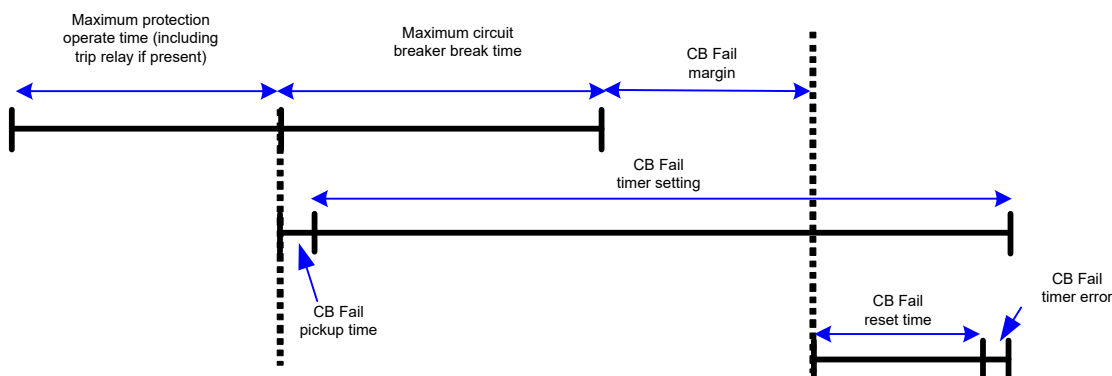 Maximum protection
operate time (including
trip relay if present)
Maximum circuit
breaker break time
CB Fail
margin
CB Fail
timer setting
CB Fail
pickup time
CB Fail
reset time
CB Fail
timer error